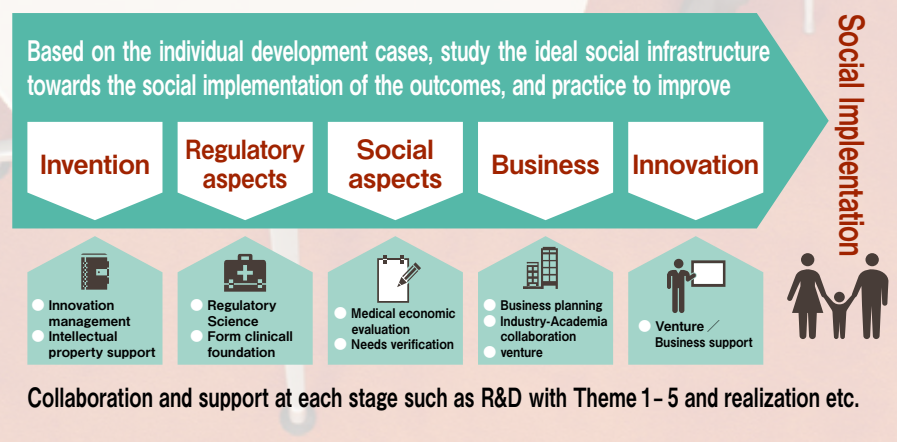 Based on the individual development cases, study the ideal social infrastructure
towards the social implementation of the outcomes, and practice to improve
Social Impleentation
Invention
Regulatory
aspects
Social
aspects
Business
Innovation
Innovation
management
Intellectual
property support
Regulatory
Science
Form clinicall
foundation
Medical economic
evaluation
Needs verification
Business planning
Industry-Academia
collaboration
venture
Venture ／
Business support
Collaboration and support at each stage such as R&D with Theme 1–5 and realization etc.